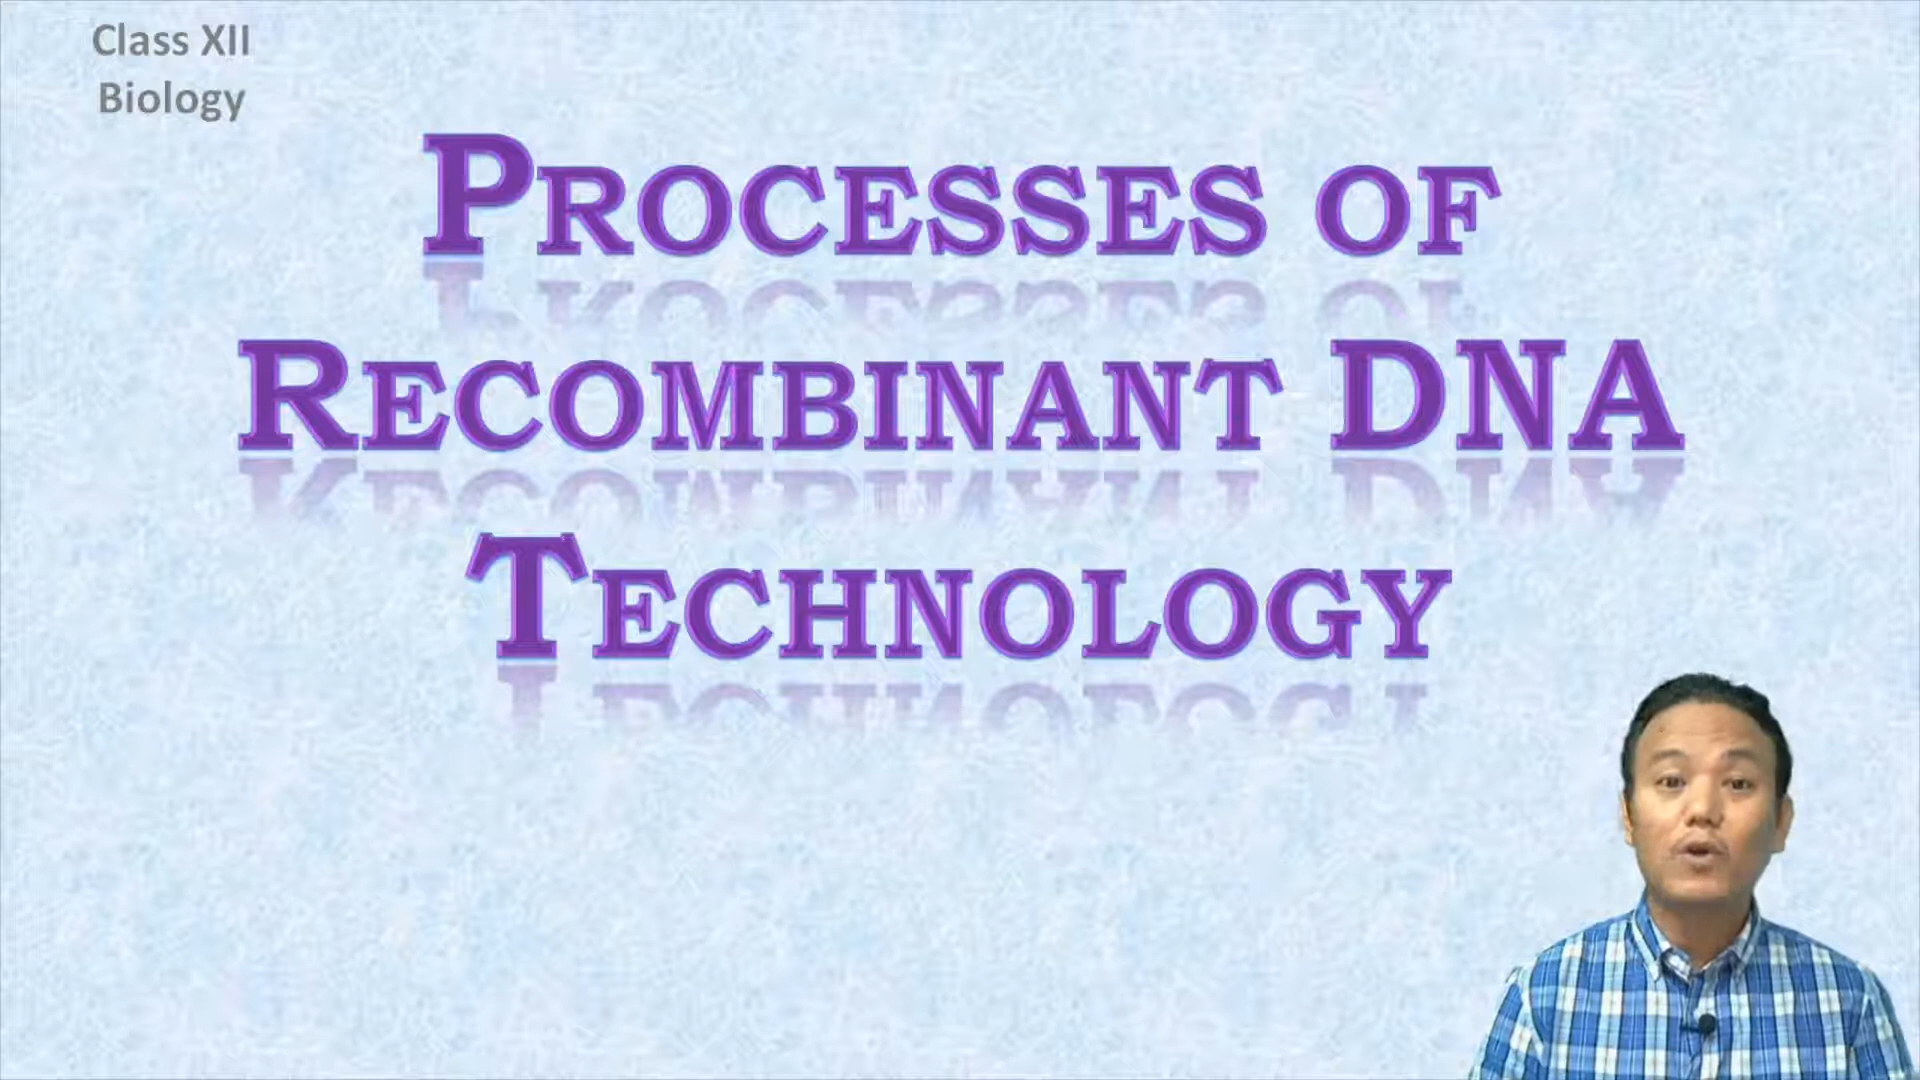 Class XII
Biology
PROCESSES OF
RECOMBINANT DNA
TECHNOLOGY